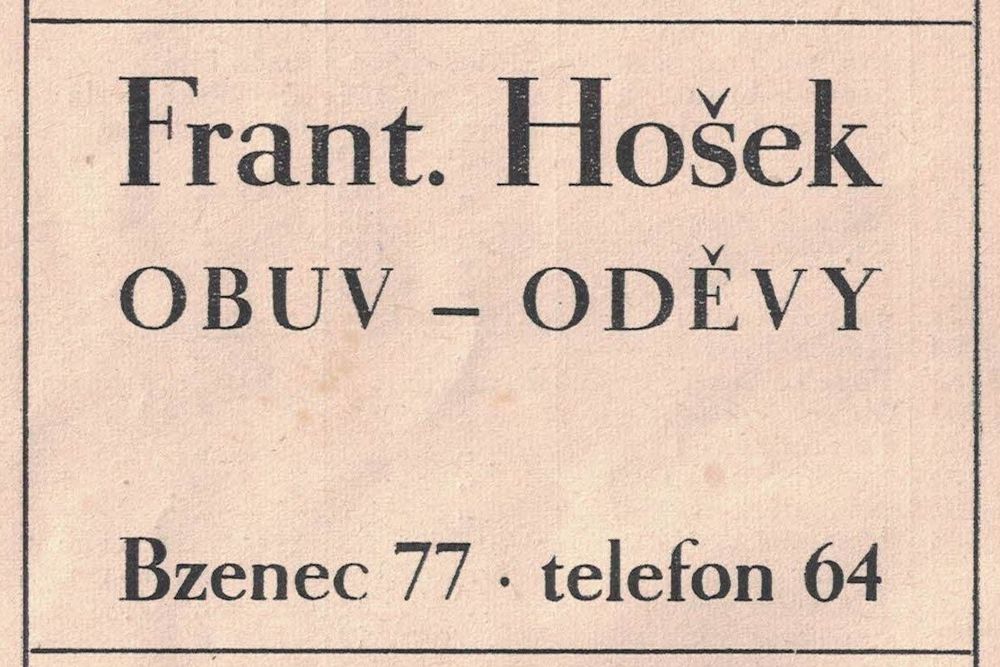 Frant. Hošek
OBUV – ODĚVY
Bzenec 77 · telefon 64